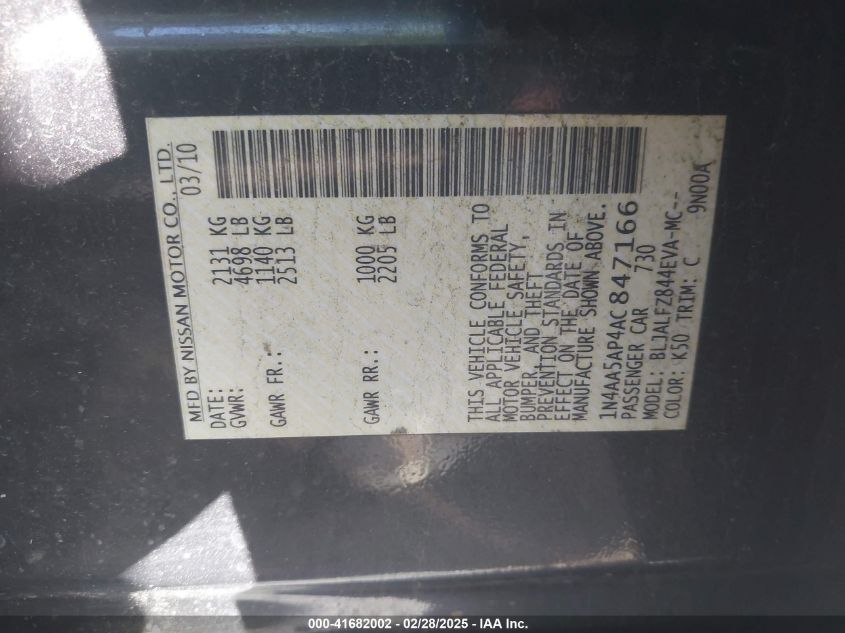 MFD BY NISSAN MOTOR CO., LTD.
DATE: 03/10
GVWR: 2131 KG
4698 LB
GAWR FR.: 1140 KG
2513 LB
GAWR RR.: 1000 KG
2205 LB
THIS VEHICLE CONFORMS TO
ALL APPLICABLE FEDERAL
MOTOR VEHICLE SAFETY,
BUMPER, AND THEFT
PREVENTION STANDARDS IN
EFFECT ON THE DATE OF
MANUFACTURE SHOWN ABOVE.
1N4AA5AP4AC847166
PASSENGER CAR 730
MODEL: BLJALFZ844EVA-MC--
COLOR: K50 TRIM: C 9N00A
000-41682002 - 02/28/2025 - IAA Inc.